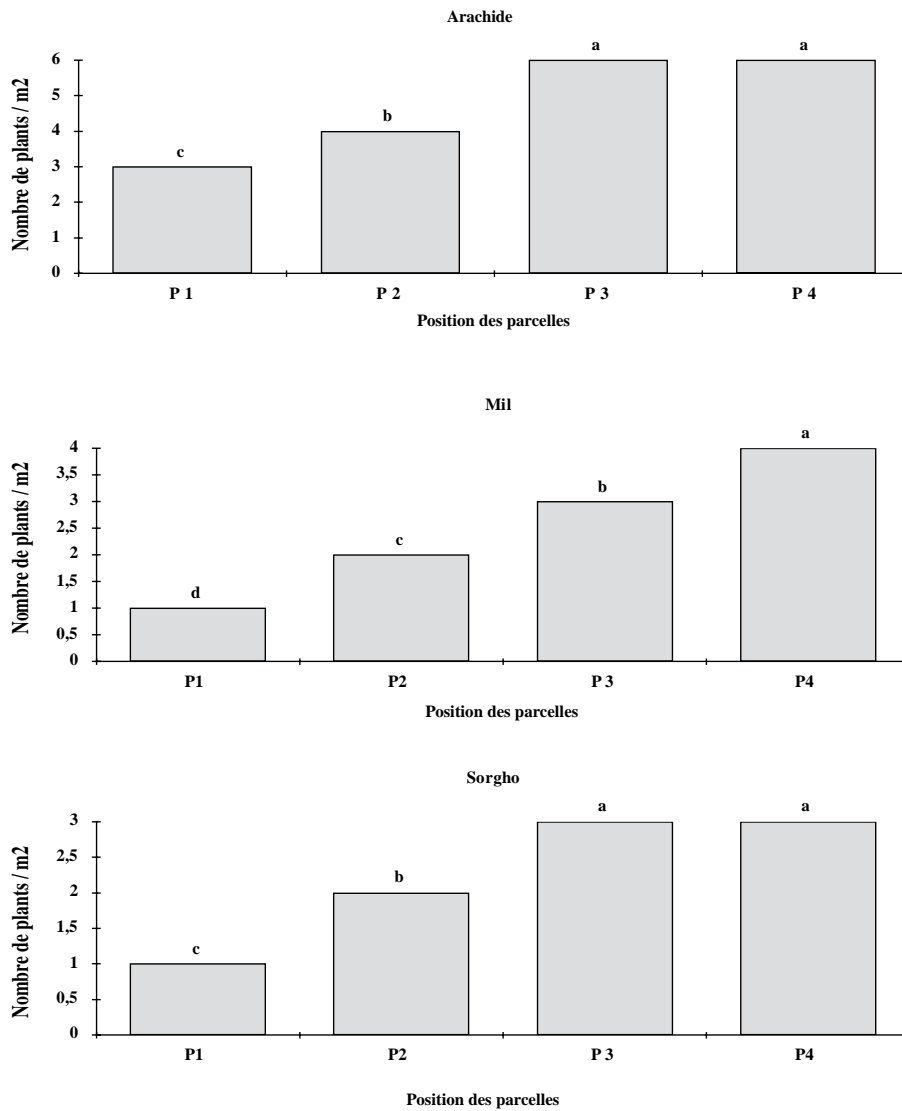 Arachide
Nombre de plants / m2
6
5
4
3
2
1
0
c
b
a
a
P 1
P 2
P 3
P 4
Position des parcelles
Mil
Nombre de plants / m2
4
3,5
3
2,5
2
1,5
1
0,5
0
d
c
b
a
P1
P2
P 3
P4
Position des parcelles
Sorgho
Nombre de plants / m2
3
2,5
2
1,5
1
0,5
0
c
b
a
a
P1
P2
P 3
P4
Position des parcelles